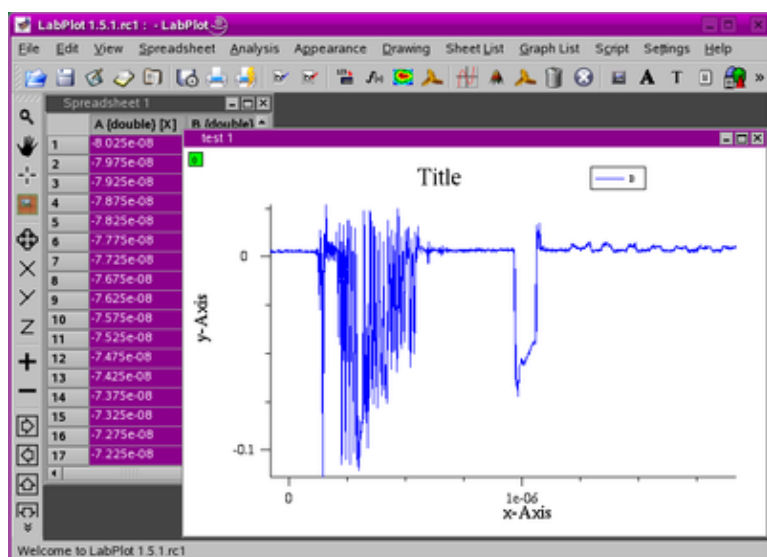 LabPlot 1.5.1.rc1 : - LabPlot
File Edit View Spreadsheet Analysis Appearance Drawing Sheet List Graph List Script Settings Help
Spreadsheet 1
A {double} [X] B {double}
test 1
1 -8.025e-08
2 -7.975e-08
3 -7.925e-08
4 -7.875e-08
5 -7.825e-08
6 -7.775e-08
7 -7.725e-08
8 -7.675e-08
9 -7.625e-08
10 -7.575e-08
11 -7.525e-08
12 -7.475e-08
13 -7.425e-08
14 -7.375e-08
15 -7.325e-08
16 -7.275e-08
17 -7.225e-08
Title
0
y-Axis
-0.1
0 1e-06
x-Axis
Welcome to LabPlot 1.5.1.rc1